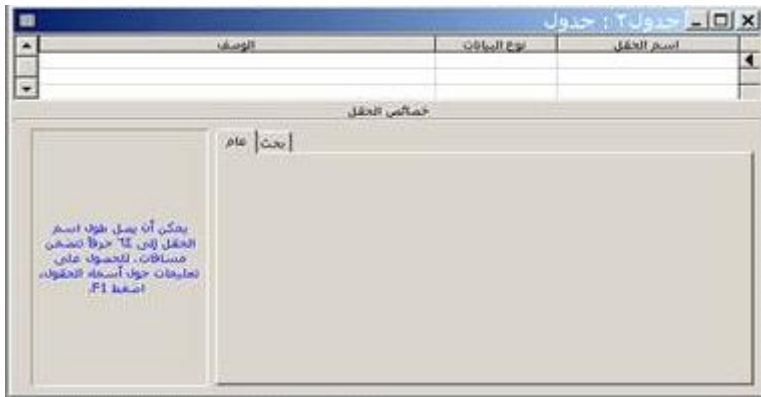 جدول٢ : جدول
اسم الحقل نوع البيانات الوصف
خصائص الحقل
عام بحث
يمكن أن يصل طول اسم
الحقل إلى ٦٤ حرفاً تتضمن
مسافات. للحصول على
تعليمات حول أسماء الحقول،
اضغط F1.